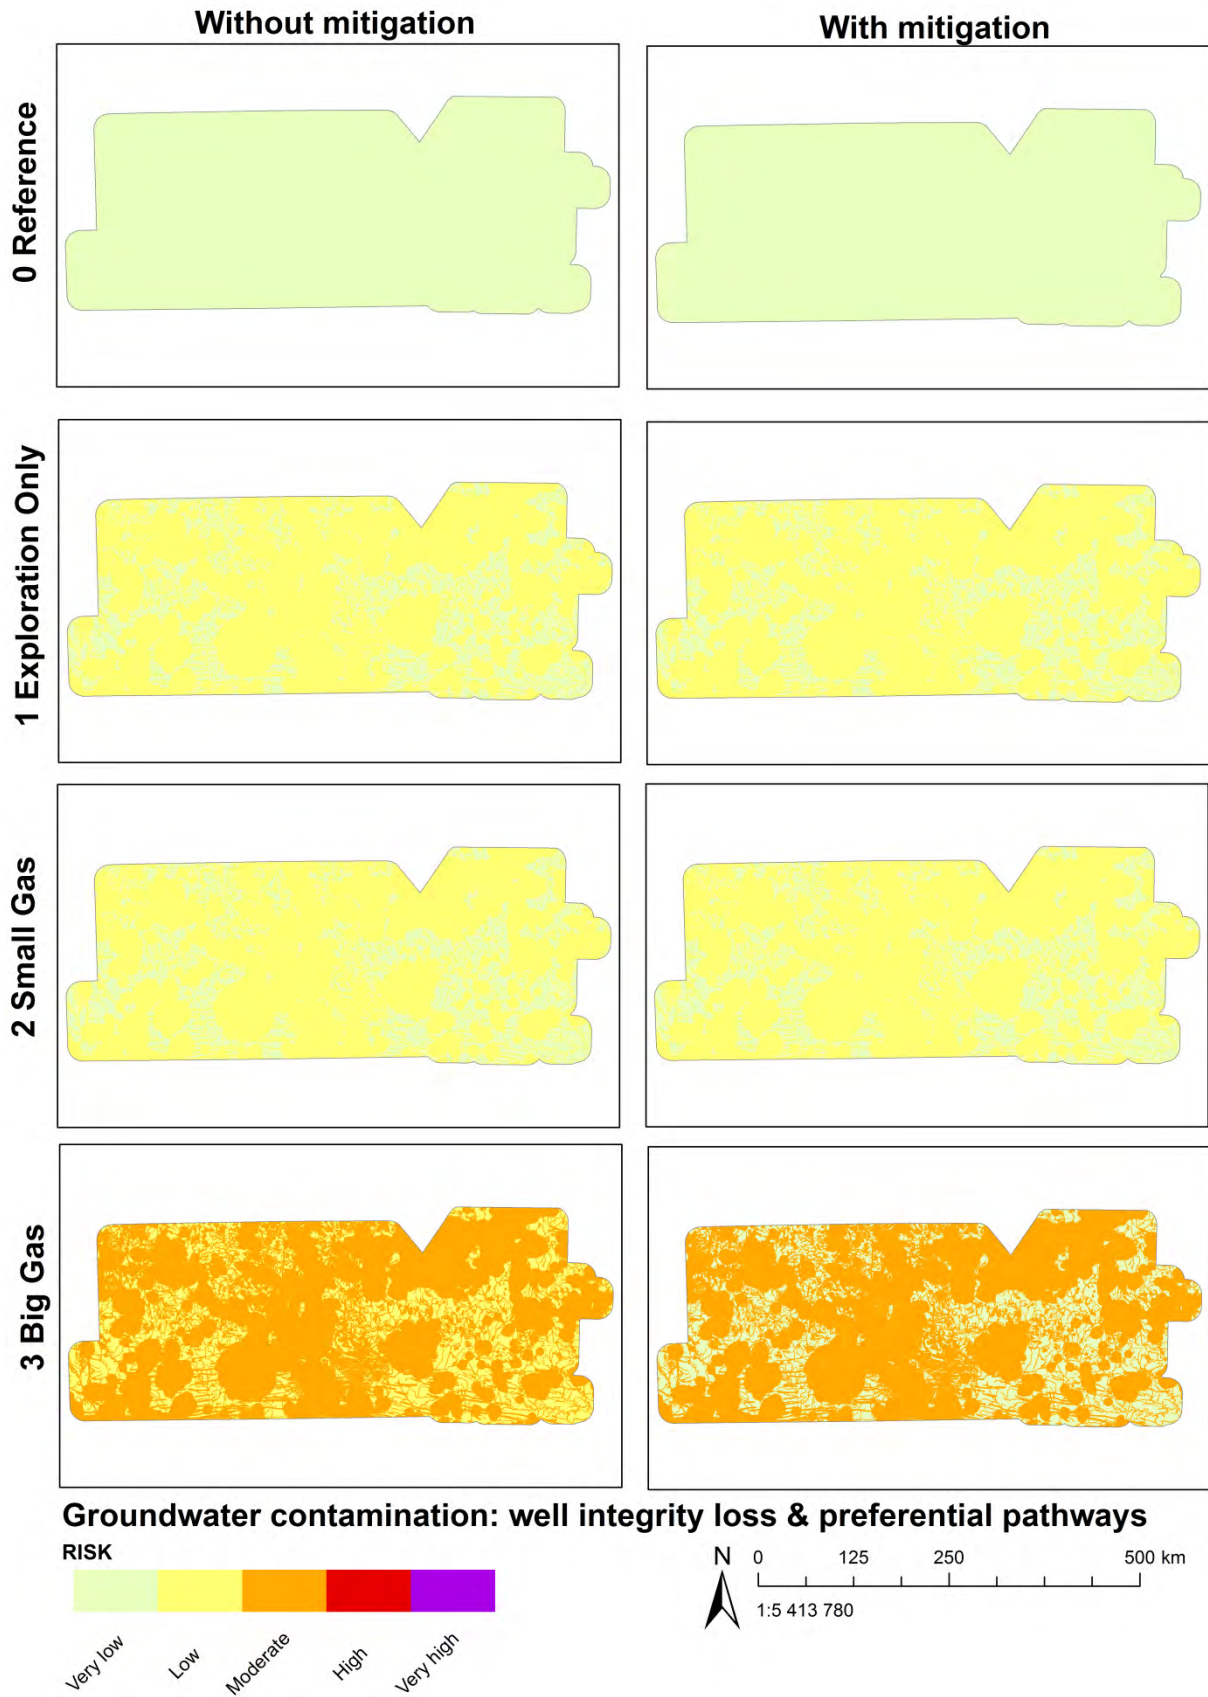 Without mitigation
With mitigation
0 Reference
1 Exploration Only
2 Small Gas
3 Big Gas
Groundwater contamination: well integrity loss & preferential pathways
RISK
Very low
Low
Moderate
High
Very high
N
0 125 250 500 km
1:5 413 780